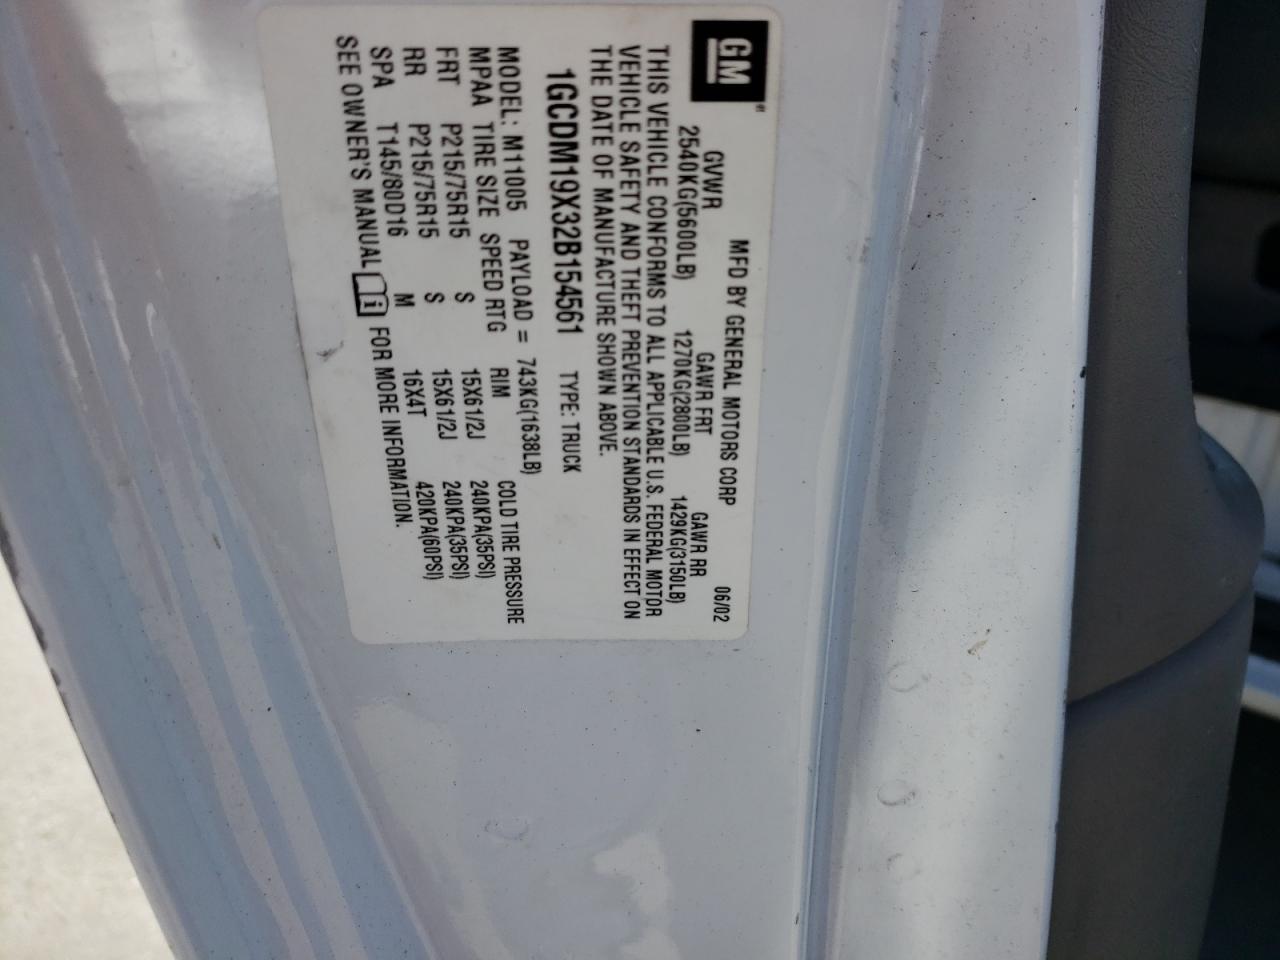 GM
MFD BY GENERAL MOTORS CORP 06/02
GVWR GAWR FRT GAWR RR
2540KG(5600LB) 1270KG(2800LB) 1429KG(3150LB)
THIS VEHICLE CONFORMS TO ALL APPLICABLE U.S. FEDERAL MOTOR
VEHICLE SAFETY AND THEFT PREVENTION STANDARDS IN EFFECT ON
THE DATE OF MANUFACTURE SHOWN ABOVE.
1GCDM19X32B154561 TYPE: TRUCK
MODEL: M11005 PAYLOAD = 743KG(1638LB)
MPAA TIRE SIZE SPEED RTG RIM COLD TIRE PRESSURE
FRT P215/75R15 S 15X61/2J 240KPA(35PSI)
RR P215/75R15 S 15X61/2J 240KPA(35PSI)
SPA T145/80D16 M 16X4T 420KPA(60PSI)
SEE OWNER'S MANUAL i FOR MORE INFORMATION.